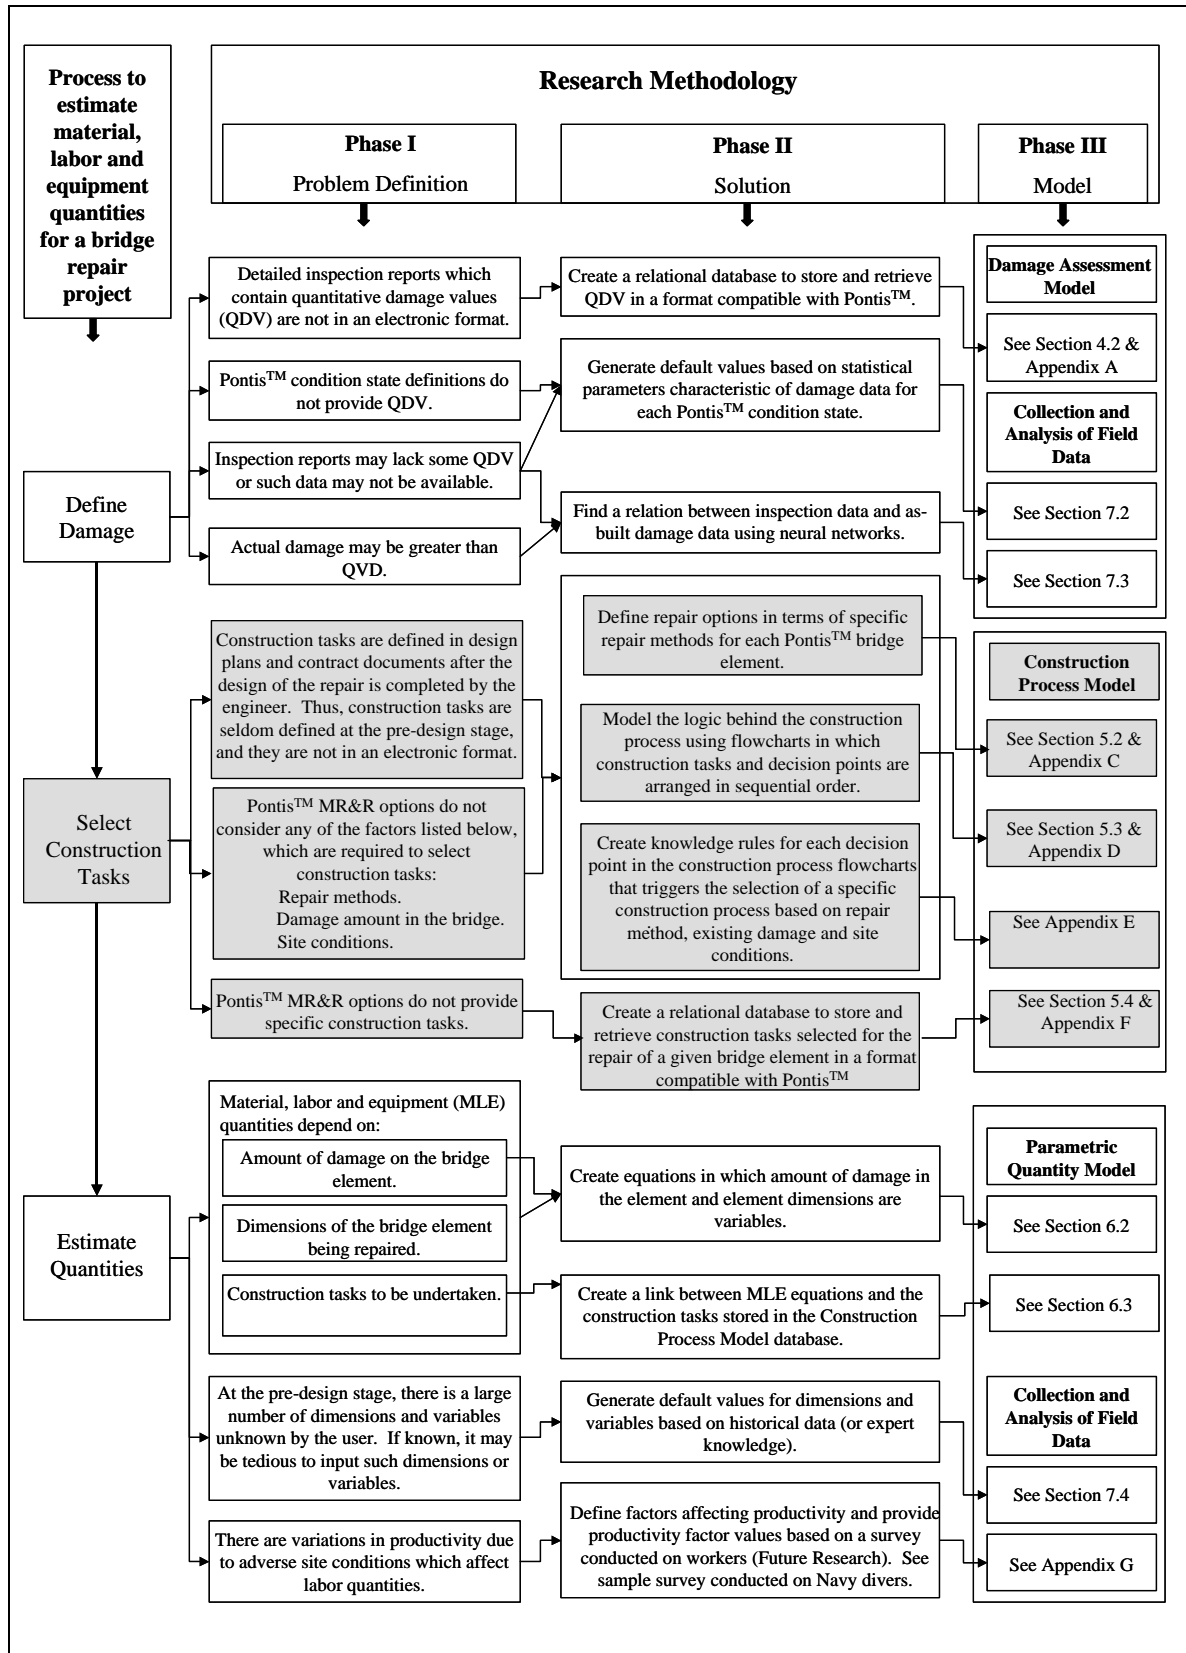 Process to
estimate
material,
labor and
equipment
quantities
for a bridge
repair
project
Research Methodology
Phase I
Problem Definition
Phase II
Solution
Phase III
Model
Define
Damage
Detailed inspection reports which
contain quantitative damage values
(QDV) are not in an electronic format.
Pontis™ condition state definitions do
not provide QDV.
Inspection reports may lack some QDV
or such data may not be available.
Actual damage may be greater than
QVD.
Create a relational database to store and retrieve
QDV in a format compatible with Pontis™.
Generate default values based on statistical
parameters characteristic of damage data for
each Pontis™ condition state.
Find a relation between inspection data and as-
built damage data using neural networks.
Damage Assessment
Model
See Section 4.2 &
Appendix A
Collection and
Analysis of Field
Data
See Section 7.2
See Section 7.3
Select
Construction
Tasks
Construction tasks are defined in design
plans and contract documents after the
design of the repair is completed by the
engineer.  Thus, construction tasks are
seldom defined at the pre-design stage,
and they are not in an electronic format.
Pontis™ MR&R options do not
consider any of the factors listed below,
which are required to select
construction tasks:
Repair methods.
Damage amount in the bridge.
Site conditions.
Pontis™ MR&R options do not provide
specific construction tasks.
Define repair options in terms of specific
repair methods for each Pontis™ bridge
element.
Model the logic behind the construction
process using flowcharts in which
construction tasks and decision points are
arranged in sequential order.
Create knowledge rules for each decision
point in the construction process flowcharts
that triggers the selection of a specific
construction process based on repair
method, existing damage and site
conditions.
Create a relational database to store and
retrieve construction tasks selected for the
repair of a given bridge element in a format
compatible with Pontis™
Construction
Process Model
See Section 5.2 &
Appendix C
See Section 5.3 &
Appendix D
See Appendix E
See Section 5.4 &
Appendix F
Estimate
Quantities
Material, labor and equipment (MLE)
quantities depend on:
Amount of damage on the bridge
element.
Dimensions of the bridge element
being repaired.
Construction tasks to be undertaken.
At the pre-design stage, there is a large
number of dimensions and variables
unknown by the user.  If known, it may
be tedious to input such dimensions or
variables.
There are variations in productivity due
to adverse site conditions which affect
labor quantities.
Create equations in which amount of damage in
the element and element dimensions are
variables.
Create a link between MLE equations and the
construction tasks stored in the Construction
Process Model database.
Generate default values for dimensions and
variables based on historical data (or expert
knowledge).
Define factors affecting productivity and provide
productivity factor values based on a survey
conducted on workers (Future Research).  See
sample survey conducted on Navy divers.
Parametric
Quantity Model
See Section 6.2
See Section 6.3
Collection and
Analysis of Field
Data
See Section 7.4
See Appendix G